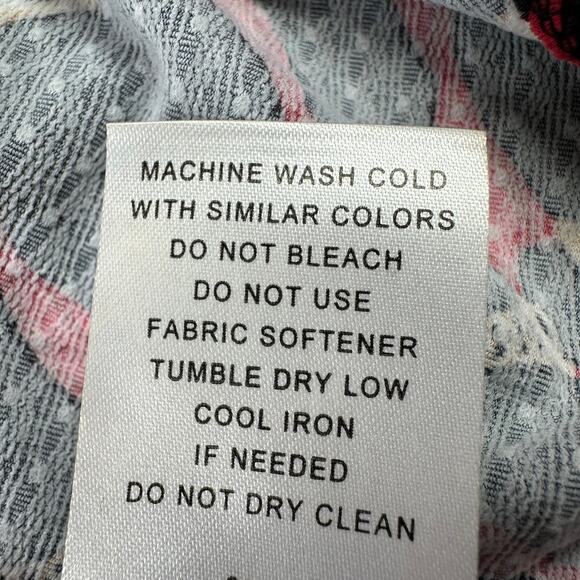 MACHINE WASH COLD
WITH SIMILAR COLORS
DO NOT BLEACH
DO NOT USE
FABRIC SOFTENER
TUMBLE DRY LOW
COOL IRON
IF NEEDED
DO NOT DRY CLEAN